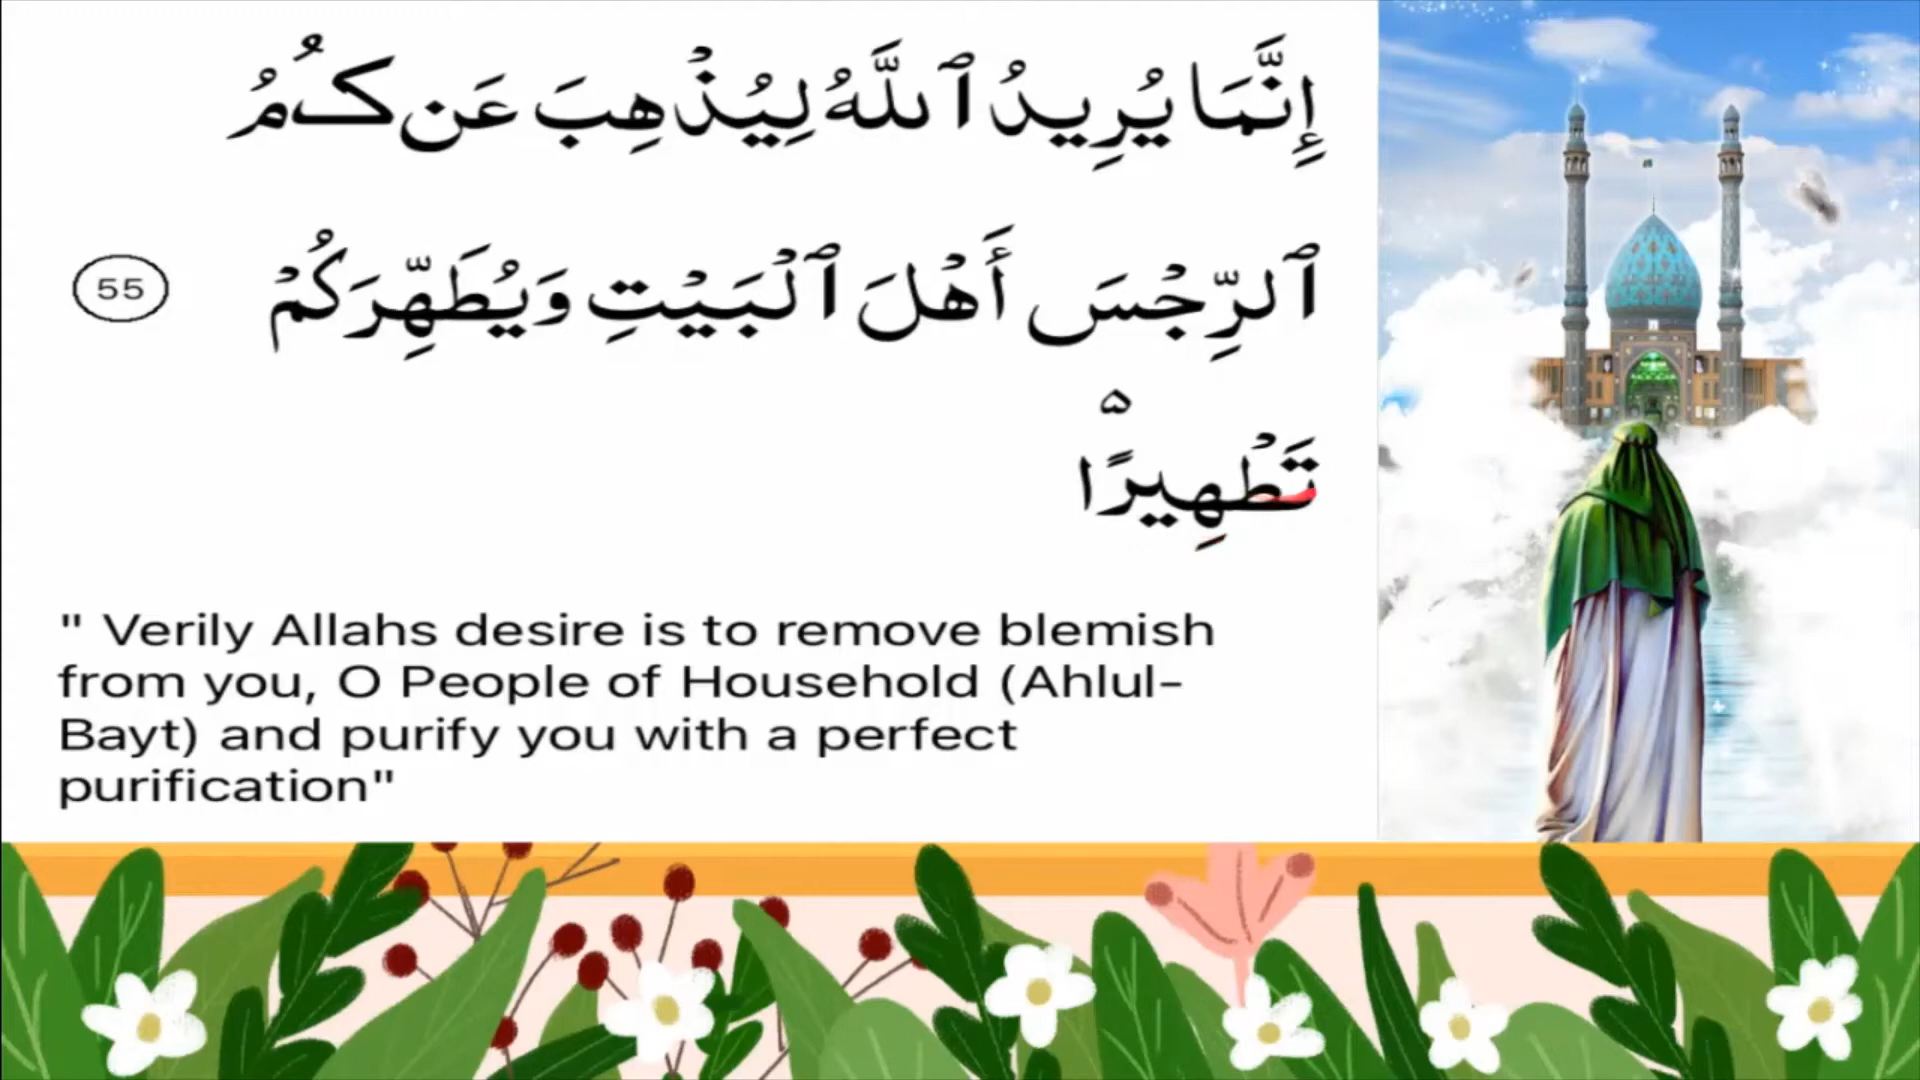 إِنَّمَا يُرِيدُ ٱللَّهُ لِيُذْهِبَ عَنكُمُ
ٱلرِّجْسَ أَهْلَ ٱلْبَيْتِ وَيُطَهِّرَكُمْ
55
تَطْهِيرًا
" Verily Allahs desire is to remove blemish
from you, O People of Household (Ahlul-
Bayt) and purify you with a perfect
purification"